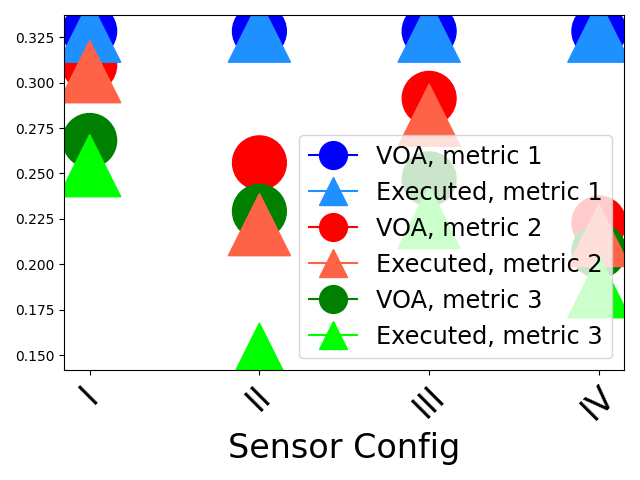 0.325
0.300
0.275
0.250
0.225
0.200
0.175
0.150
VOA, metric 1
Executed, metric 1
VOA, metric 2
Executed, metric 2
VOA, metric 3
Executed, metric 3
I
II
III
IV
Sensor Config